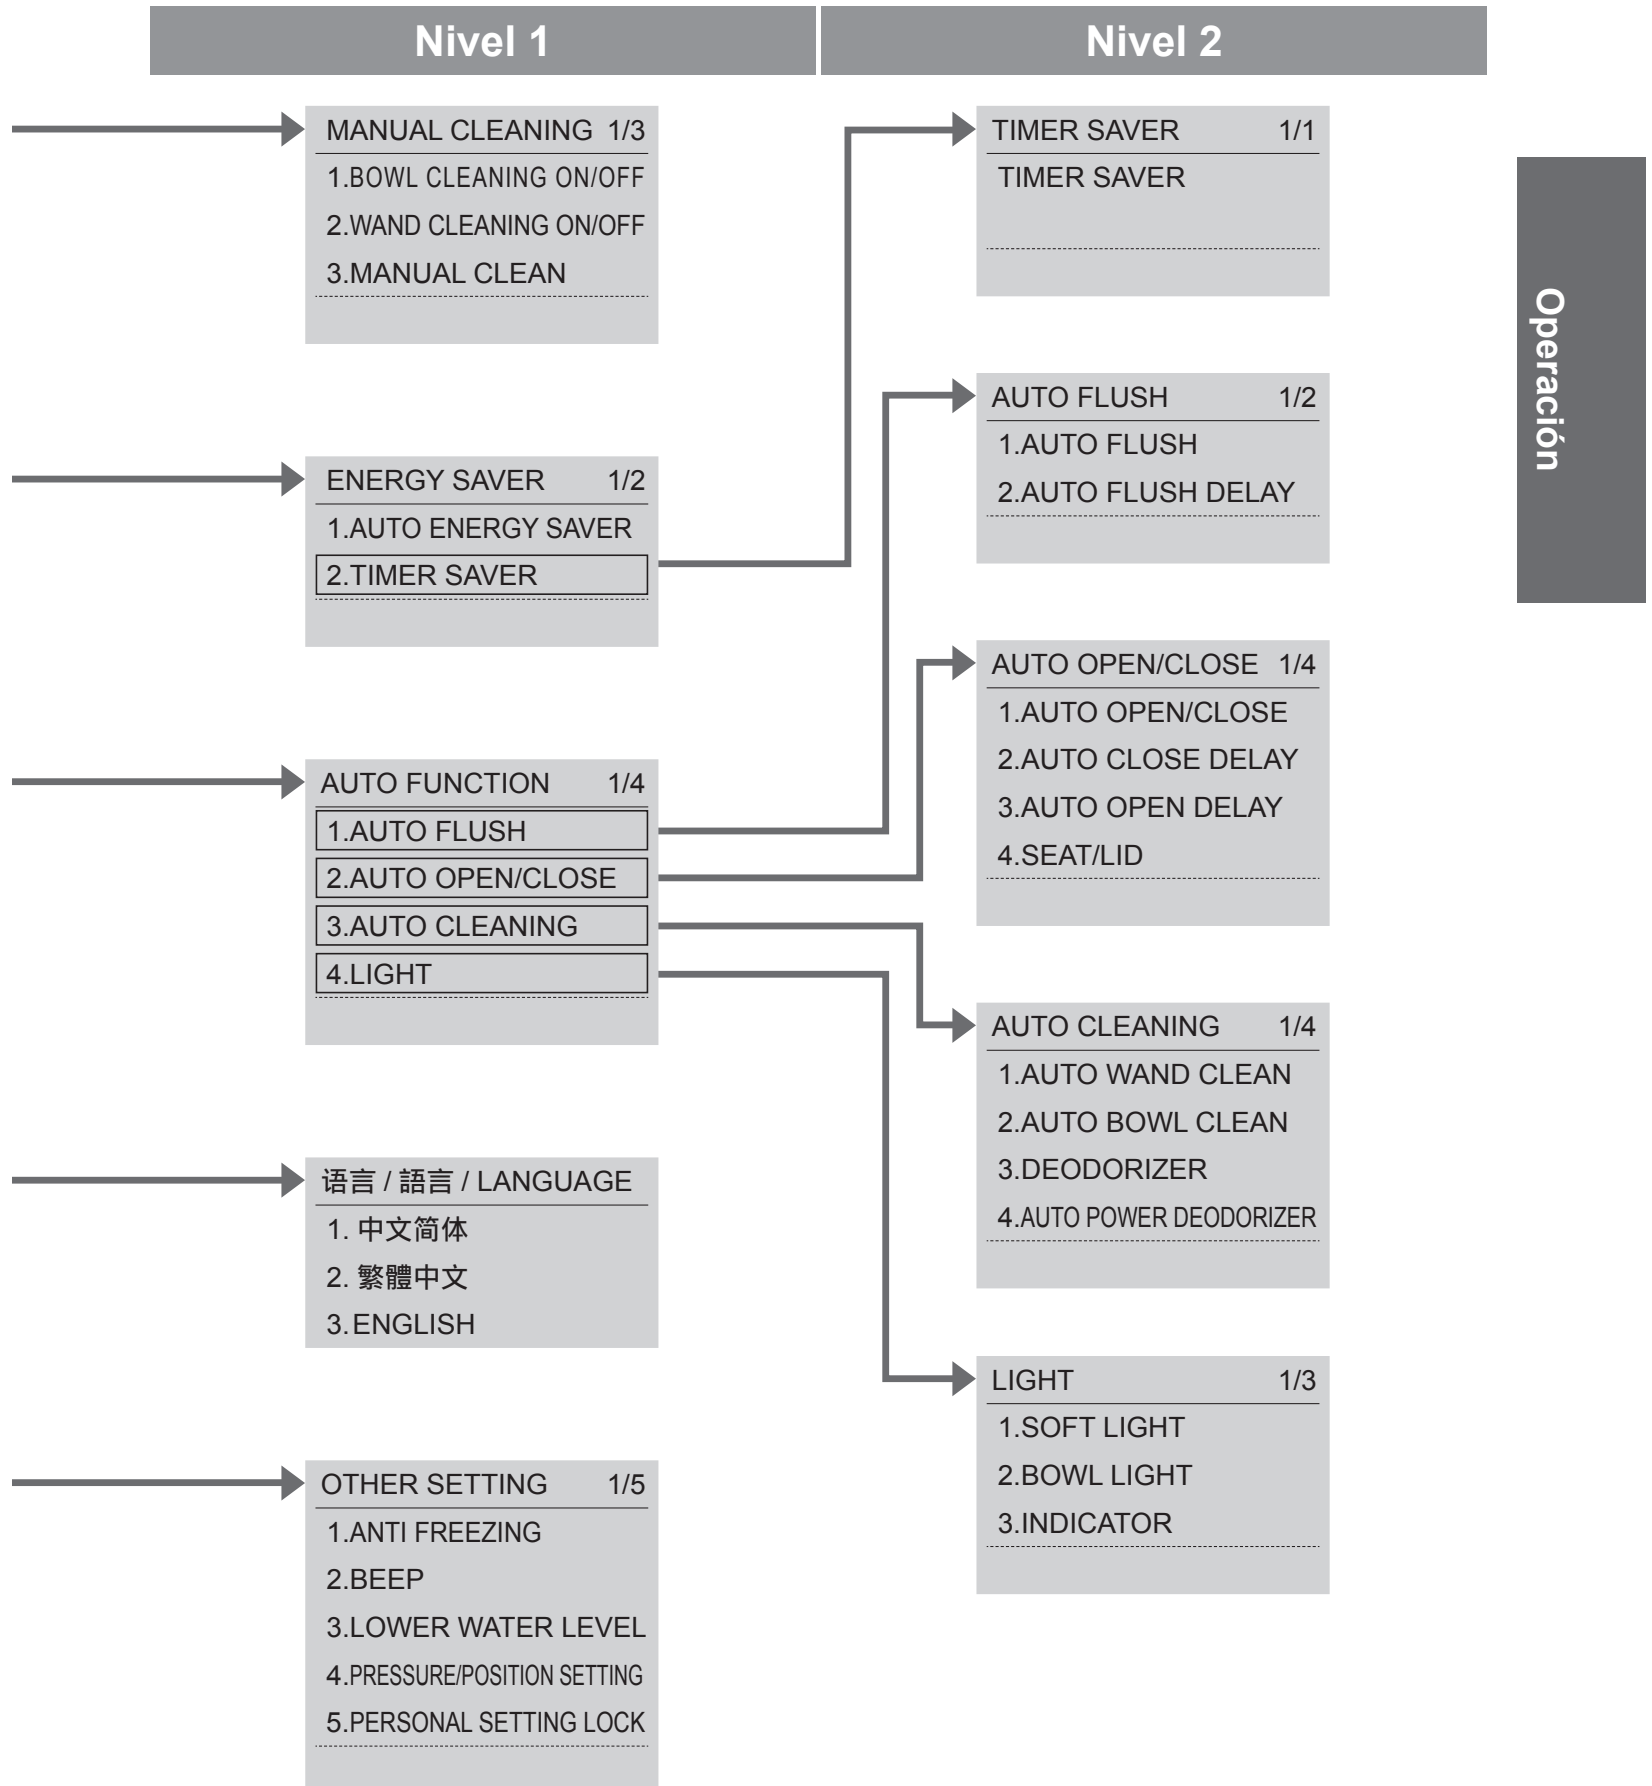 Nivel 1
Nivel 2
MANUAL CLEANING 1/3
1.BOWL CLEANING ON/OFF
2.WAND CLEANING ON/OFF
3.MANUAL CLEAN
ENERGY SAVER 1/2
1.AUTO ENERGY SAVER
2.TIMER SAVER
AUTO FUNCTION 1/4
1.AUTO FLUSH
2.AUTO OPEN/CLOSE
3.AUTO CLEANING
4.LIGHT
语言 / 語言 / LANGUAGE
1. 中文简体
2. 繁體中文
3.ENGLISH
OTHER SETTING 1/5
1.ANTI FREEZING
2.BEEP
3.LOWER WATER LEVEL
4.PRESSURE/POSITION SETTING
5.PERSONAL SETTING LOCK
TIMER SAVER 1/1
TIMER SAVER
AUTO FLUSH 1/2
1.AUTO FLUSH
2.AUTO FLUSH DELAY
AUTO OPEN/CLOSE 1/4
1.AUTO OPEN/CLOSE
2.AUTO CLOSE DELAY
3.AUTO OPEN DELAY
4.SEAT/LID
AUTO CLEANING 1/4
1.AUTO WAND CLEAN
2.AUTO BOWL CLEAN
3.DEODORIZER
4.AUTO POWER DEODORIZER
LIGHT 1/3
1.SOFT LIGHT
2.BOWL LIGHT
3.INDICATOR
Operación